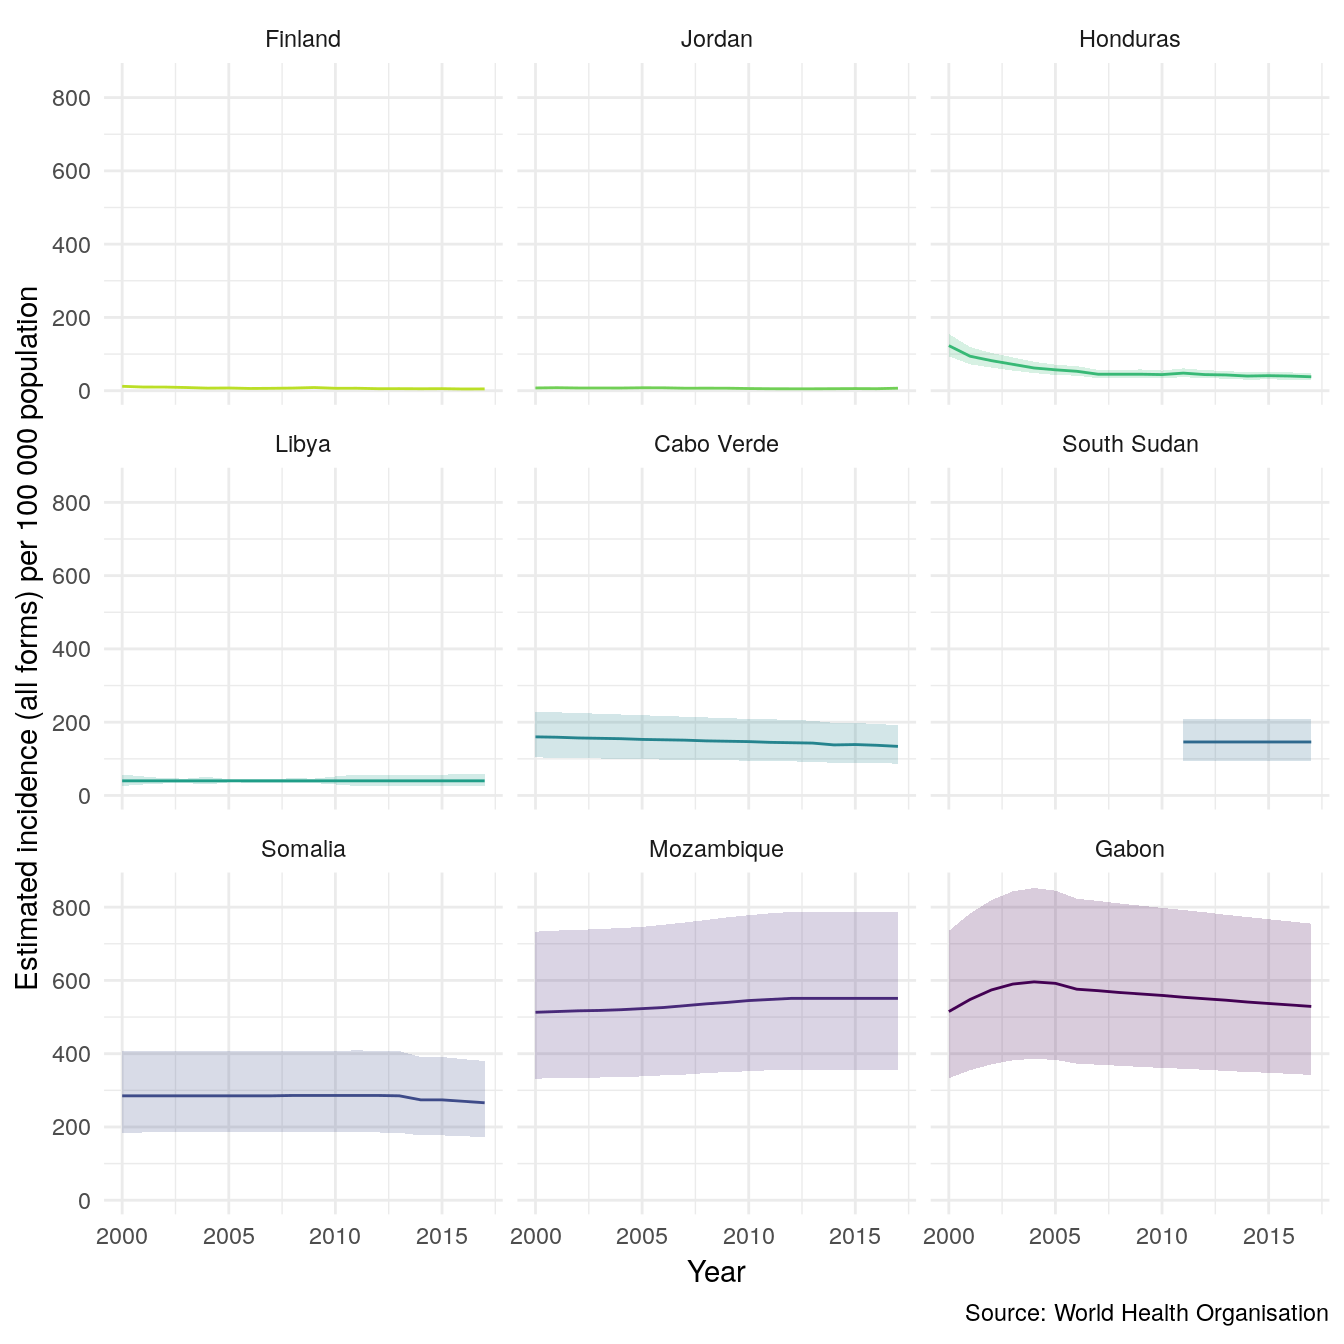 Finland Jordan Honduras
800
600
400
200
0
Libya Cabo Verde South Sudan
800
600
400
200
0
Somalia Mozambique Gabon
800
600
400
200
0
2000 2005 2010 2015 2000 2005 2010 2015 2000 2005 2010 2015
Estimated incidence (all forms) per 100 000 population
Year
Source: World Health Organisation